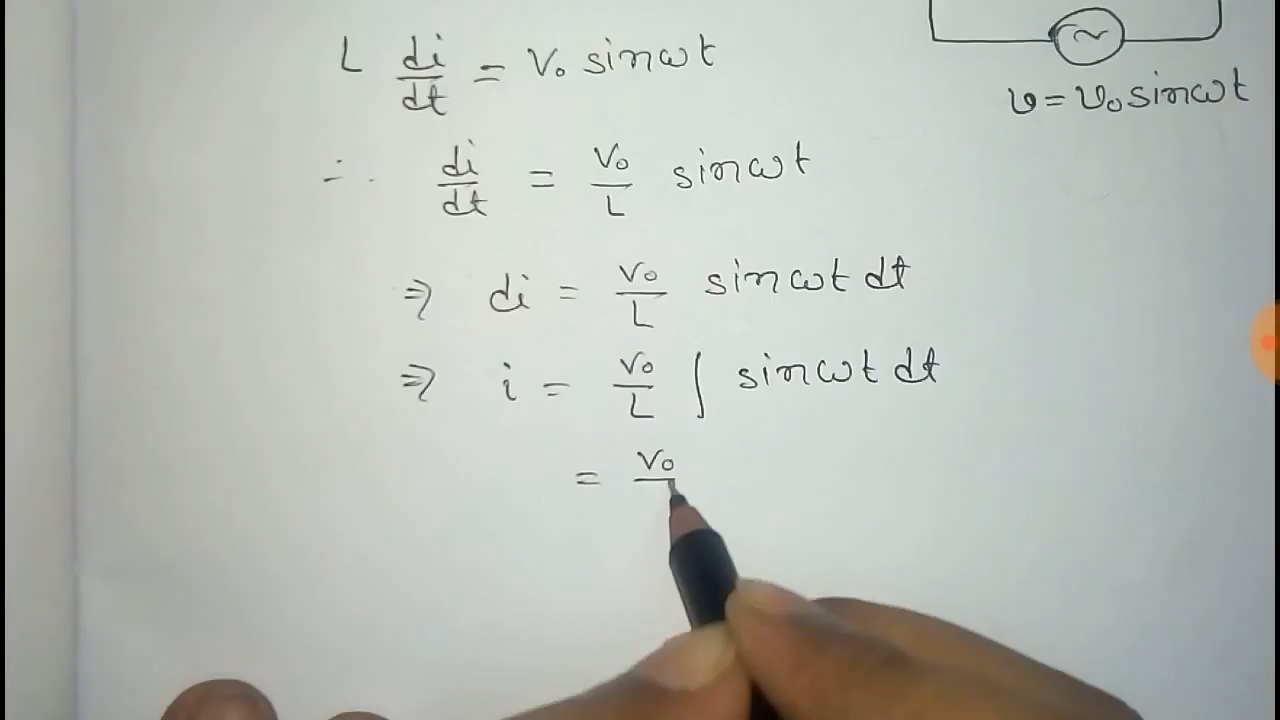 L di/dt = V₀ sinωt
v = v₀ sinωt
∴ di/dt = V₀/L sinωt
⇒ di = V₀/L sinωt dt
⇒ i = V₀/L ∫ sinωt dt
= V₀